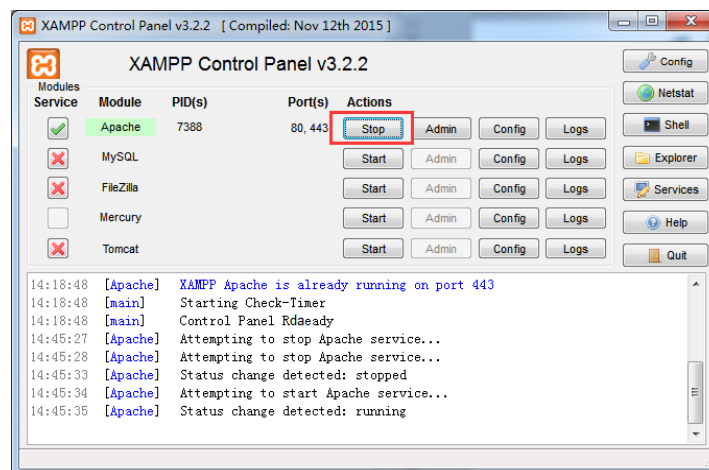 XAMPP Control Panel v3.2.2 [ Compiled: Nov 12th 2015 ]
XAMPP Control Panel v3.2.2
Config
Modules
Service Module PID(s) Port(s) Actions
Netstat
Apache 7388 80, 443 Stop Admin Config Logs
Shell
MySQL Start Admin Config Logs
Explorer
FileZilla Start Admin Config Logs
Services
Mercury Start Admin Config Logs
Help
Tomcat Start Admin Config Logs
Quit
14:18:48 [Apache] XAMPP Apache is already running on port 443
14:18:48 [main] Starting Check-Timer
14:18:48 [main] Control Panel Rdaeady
14:45:27 [Apache] Attempting to stop Apache service...
14:45:28 [Apache] Attempting to stop Apache service...
14:45:33 [Apache] Status change detected: stopped
14:45:34 [Apache] Attempting to start Apache service...
14:45:35 [Apache] Status change detected: running